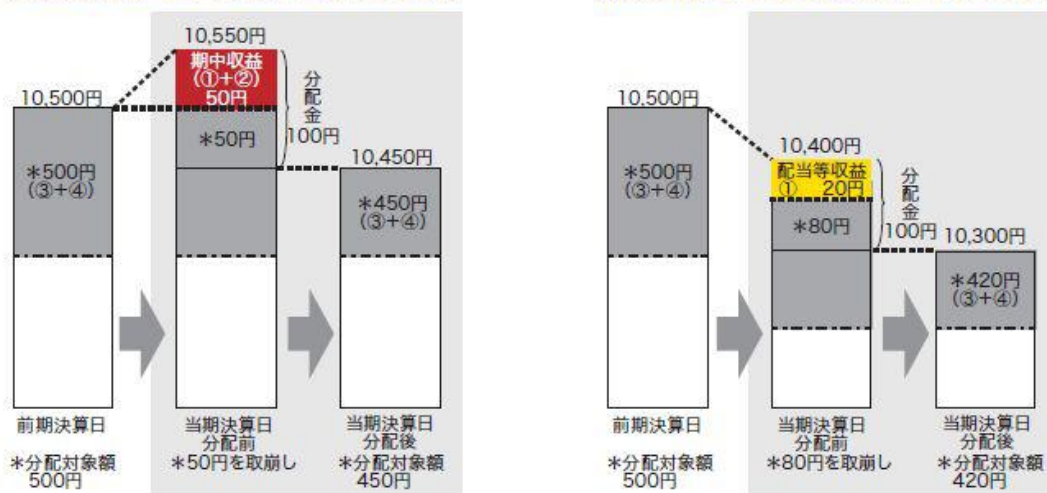 10,550円
期中収益
(①+②)
50円
10,500円
*50円
分配金
100円
*500円
(③+④)
10,450円
*450円
(③+④)
前期決算日
当期決算日
分配前
当期決算日
分配後
*分配対象額
500円
*50円を取崩し
*分配対象額
450円
10,500円
10,400円
配当等収益
① 20円
*500円
(③+④)
分配金
*80円
100円
10,300円
*420円
(③+④)
前期決算日
当期決算日
分配前
当期決算日
分配後
*分配対象額
500円
*80円を取崩し
*分配対象額
420円